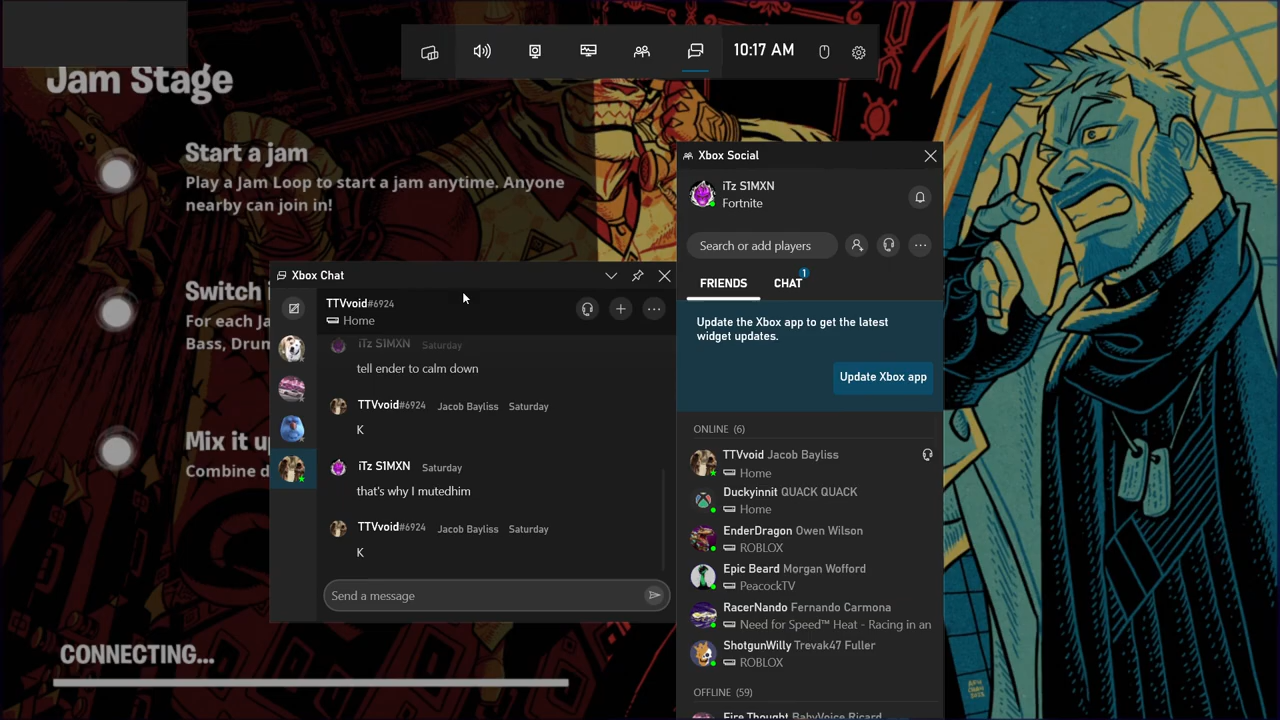 10:17 AM
Jam Stage
Start a jam
Play a Jam Loop to start a jam anytime. Anyone
nearby can join in!
Switch i
For each Ja
Bass, Drun
Mix it up
Combine d
CONNECTING...
Xbox Chat
TTVvoid#6924
Home
iTz S1MXN Saturday
tell ender to calm down
TTVvoid#6924 Jacob Bayliss Saturday
K
iTz S1MXN Saturday
that's why I mutedhim
TTVvoid#6924 Jacob Bayliss Saturday
K
Send a message
Xbox Social
iTz S1MXN
Fortnite
Search or add players
FRIENDS CHAT 1
Update the Xbox app to get the latest
widget updates.
Update Xbox app
ONLINE (6)
TTVvoid Jacob Bayliss
Home
Duckyinnit QUACK QUACK
Home
EnderDragon Owen Wilson
ROBLOX
Epic Beard Morgan Wofford
PeacockTV
RacerNando Fernando Carmona
Need for Speed™ Heat - Racing in an
ShotgunWilly Trevak47 Fuller
ROBLOX
OFFLINE (59)
Fire Thought BabyVoice Ricard